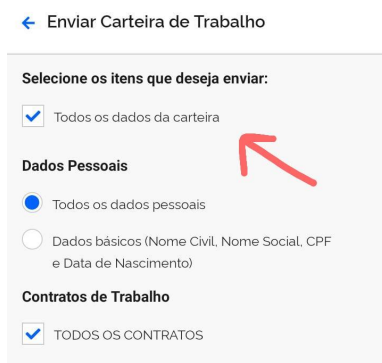 Enviar Carteira de Trabalho
Selecione os itens que deseja enviar:
Todos os dados da carteira
Dados Pessoais
Todos os dados pessoais
Dados básicos (Nome Civil, Nome Social, CPF
e Data de Nascimento)
Contratos de Trabalho
TODOS OS CONTRATOS